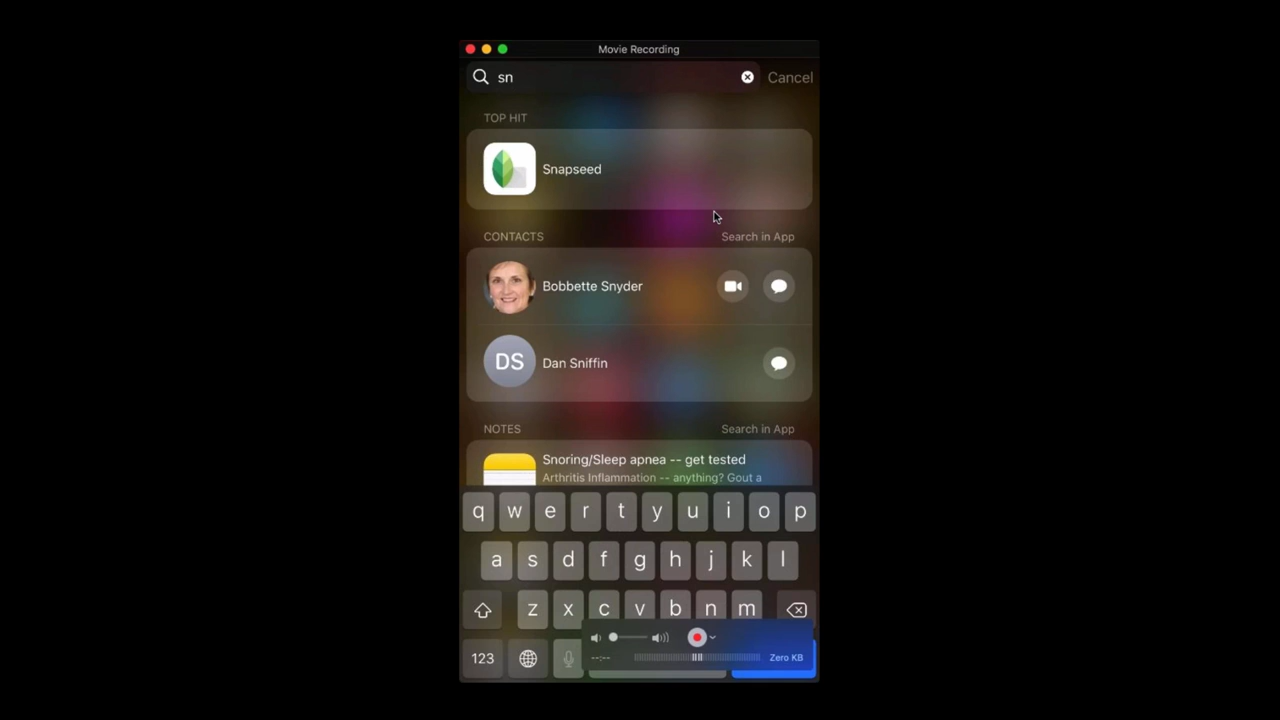 Movie Recording
sn
Cancel
TOP HIT
Snapseed
CONTACTS
Search in App
Bobbette Snyder
DS
Dan Sniffin
NOTES
Search in App
Snoring/Sleep apnea -- get tested
Arthritis Inflammation -- anything? Gout a
q w e r t y u i o p
a s d f g h j k l
z x c v b n m
123
--:--
Zero KB